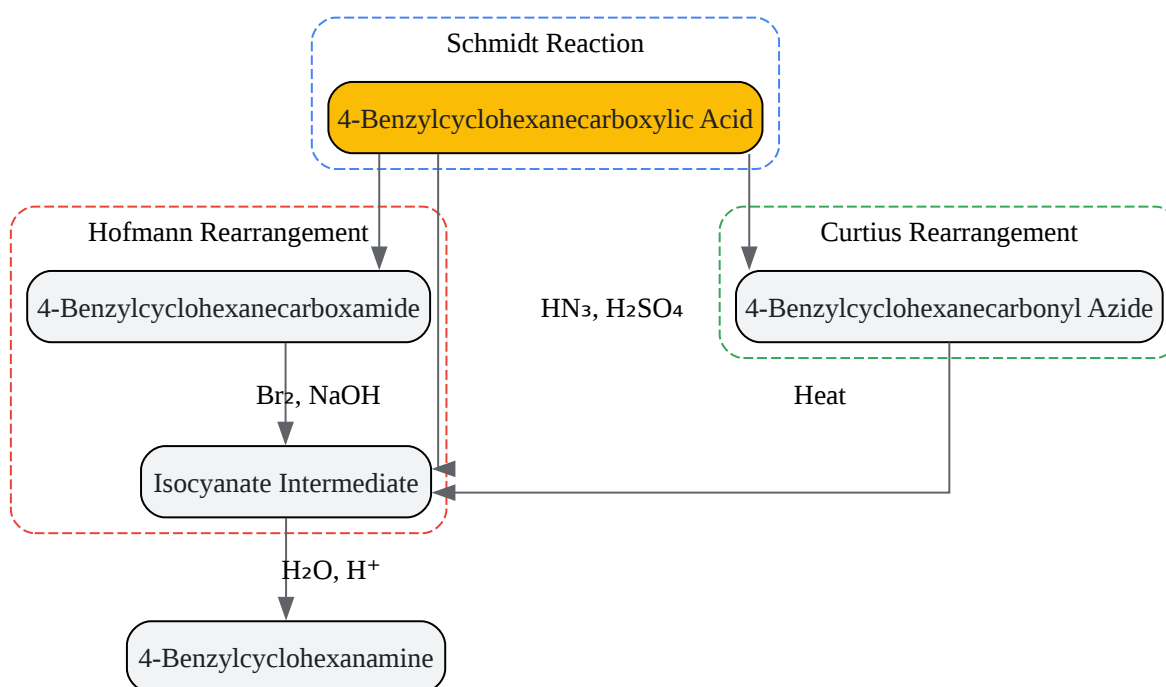 Schmidt Reaction
4-Benzylcyclohexanecarboxylic Acid
Hofmann Rearrangement
Curtius Rearrangement
4-Benzylcyclohexanecarboxamide
HN₃, H₂SO₄
4-Benzylcyclohexanecarbonyl Azide
Br₂, NaOH
Heat
Isocyanate Intermediate
H₂O, H⁺
4-Benzylcyclohexanamine